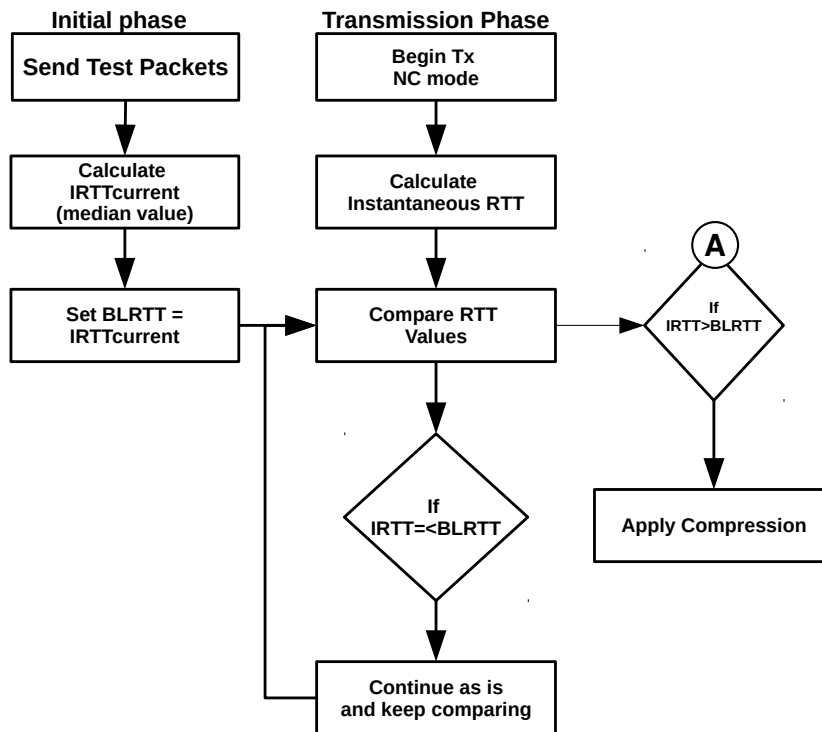 Initial phase
Send Test Packets
Calculate
IRTTcurrent
(median value)
Set BLRTT =
IRTTcurrent
Transmission Phase
Begin Tx
NC mode
Calculate
Instantaneous RTT
Compare RTT
Values
If
IRTT=<BLRTT
Continue as is
and keep comparing
A
If
IRTT>BLRTT
Apply Compression